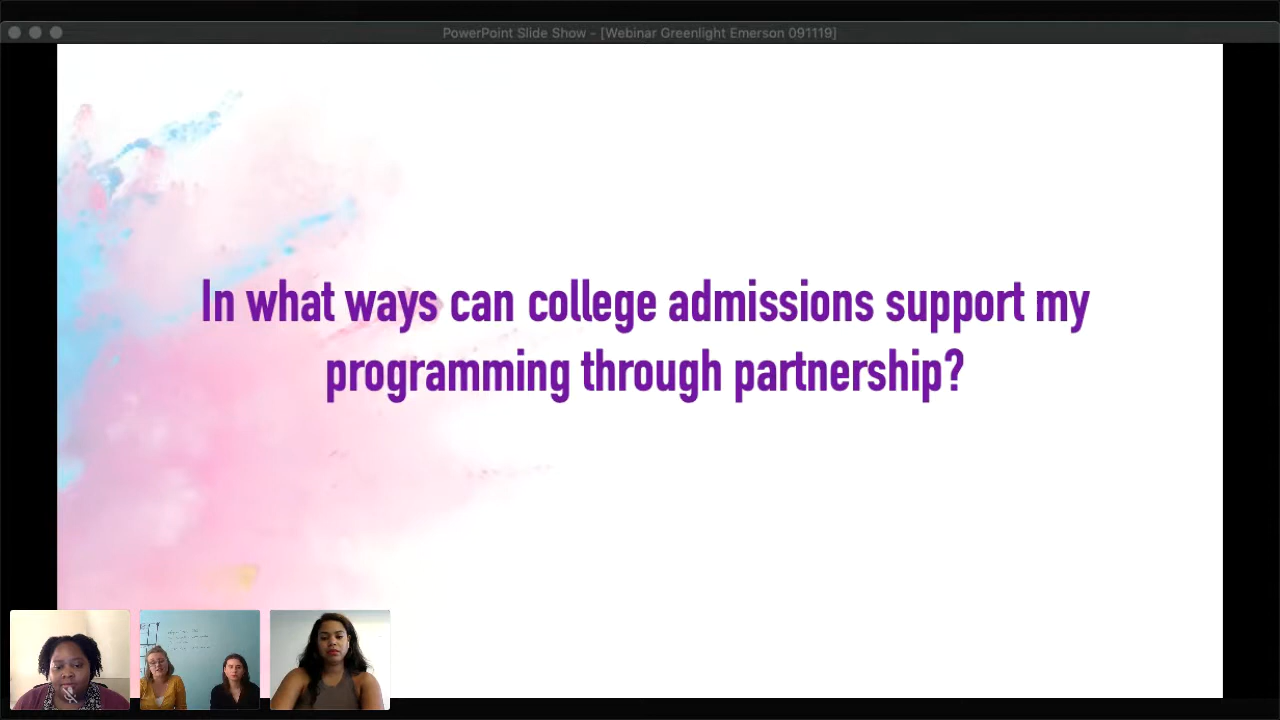 PowerPoint Slide Show - [Webinar Greenlight Emerson 091119]
In what ways can college admissions support my
programming through partnership?